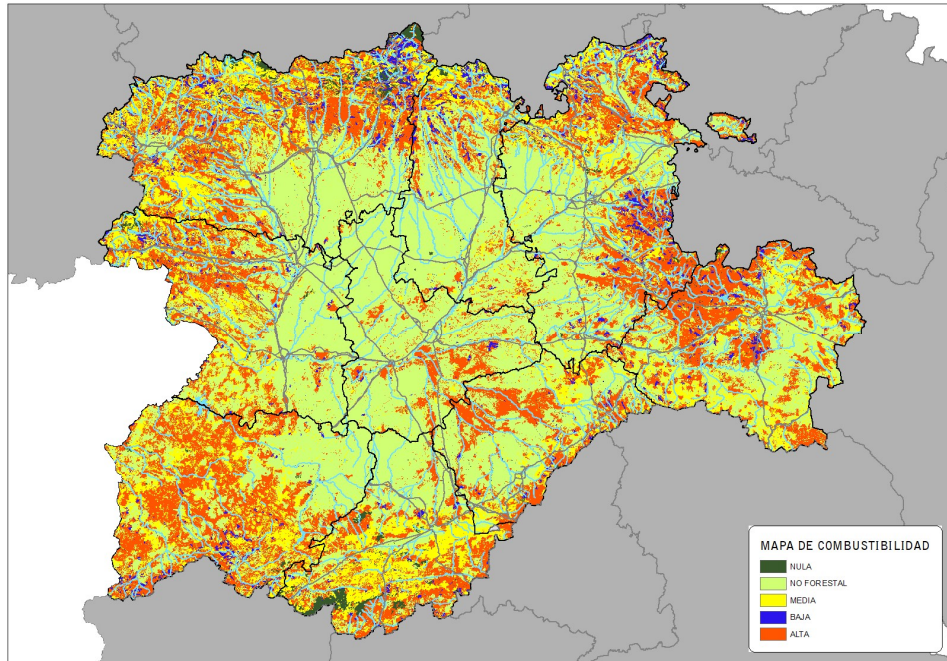 MAPA DE COMBUSTIBILIDAD
NULA
NO FORESTAL
MEDIA
BAJA
ALTA